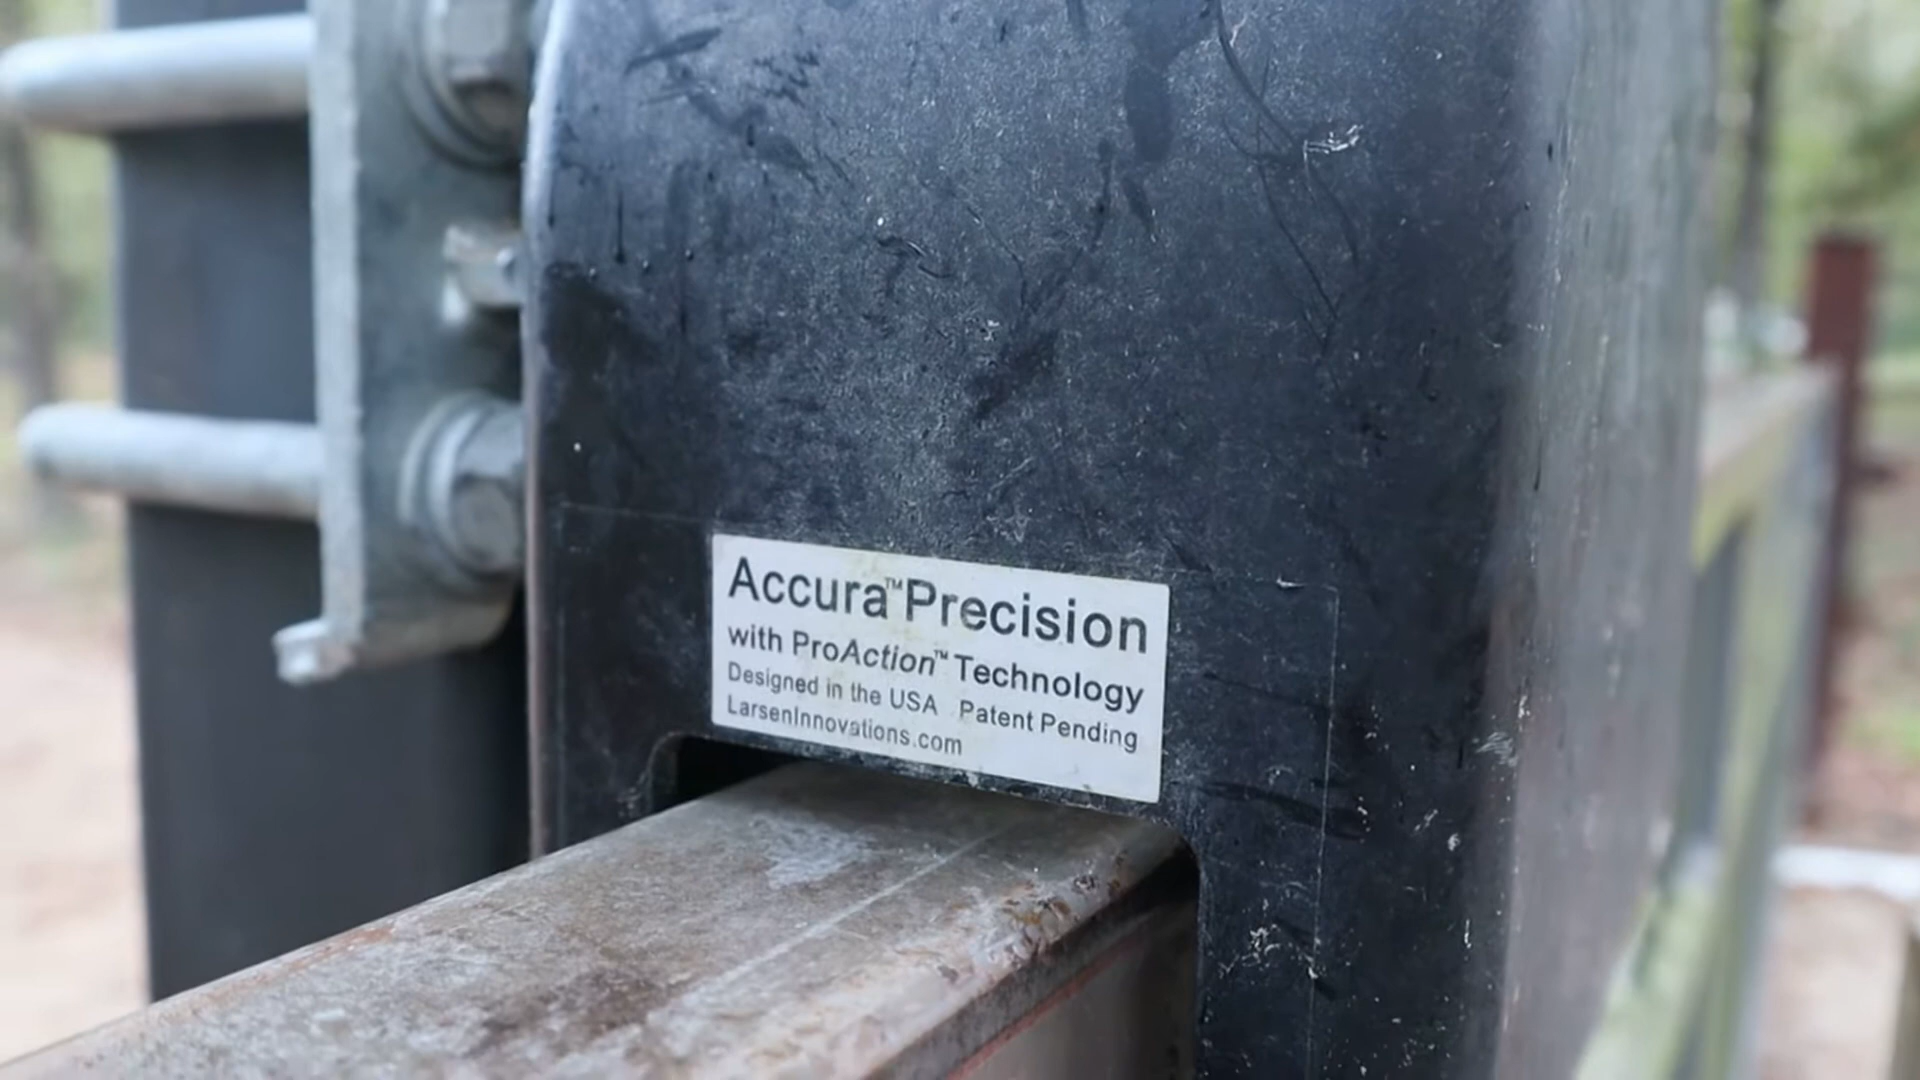 Accura™ Precision
with ProAction™ Technology
Designed in the USA Patent Pending
LarsenInnovations.com